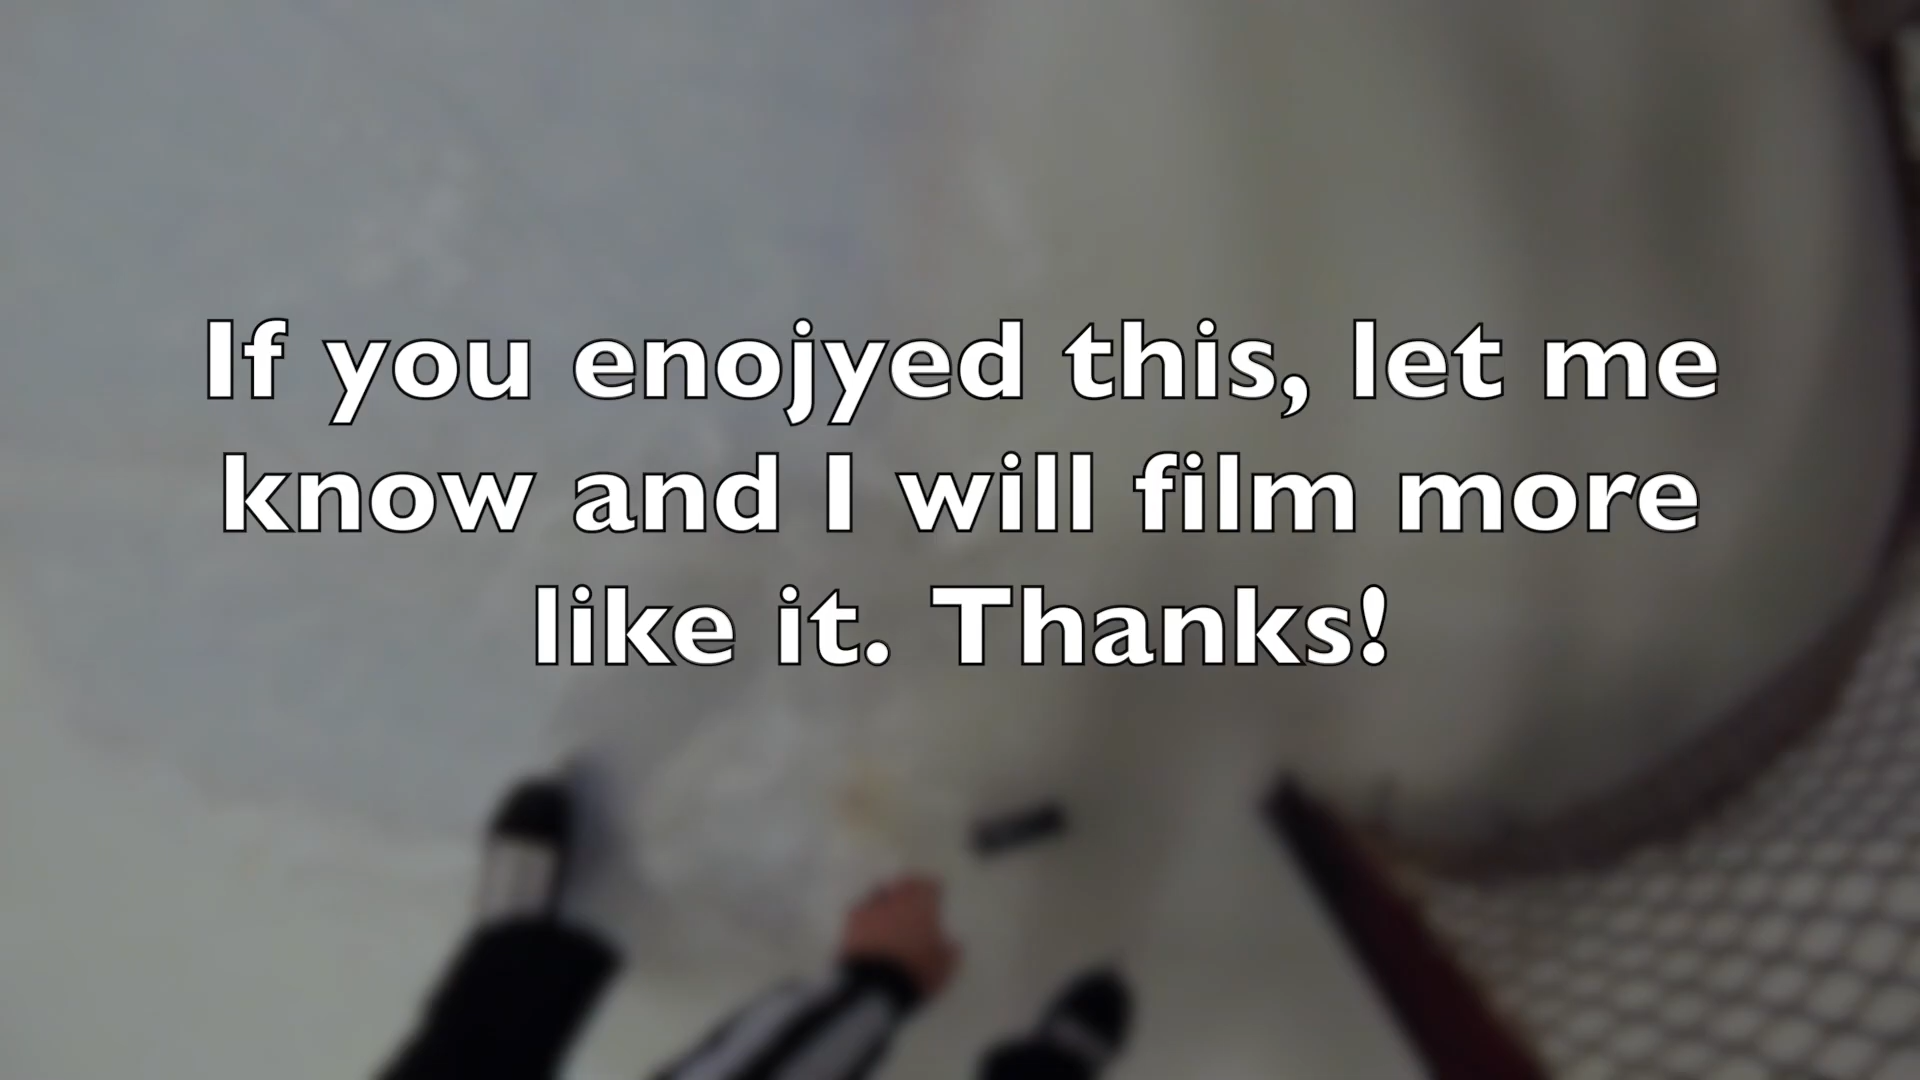 If you enojyed this, let me
know and I will film more
like it. Thanks!